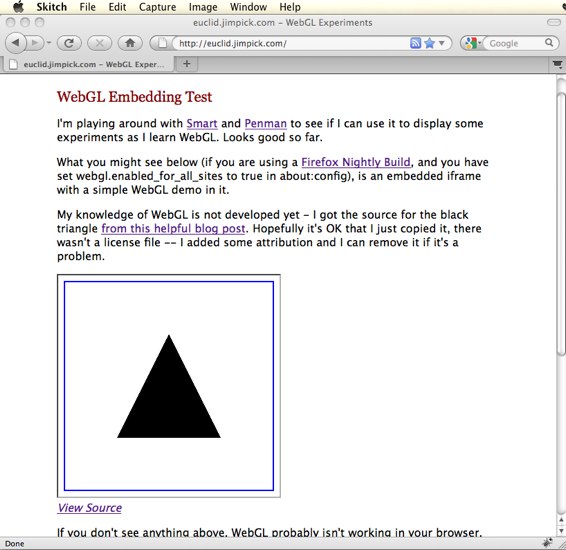 Skitch File Edit Capture Image Window Help
euclid.jimpick.com – WebGL Experiments
http://euclid.jimpick.com/ Google
euclid.jimpick.com – WebGL Exper... +
WebGL Embedding Test
I'm playing around with Smart and Penman to see if I can use it to display some
experiments as I learn WebGL. Looks good so far.
What you might see below (if you are using a Firefox Nightly Build, and you have
set webgl.enabled_for_all_sites to true in about:config), is an embedded iframe
with a simple WebGL demo in it.
My knowledge of WebGL is not developed yet – I got the source for the black
triangle from this helpful blog post. Hopefully it's OK that I just copied it, there
wasn't a license file -- I added some attribution and I can remove it if it's a
problem.
View Source
If you don't see anything above, WebGL probably isn't working in your browser.
Done